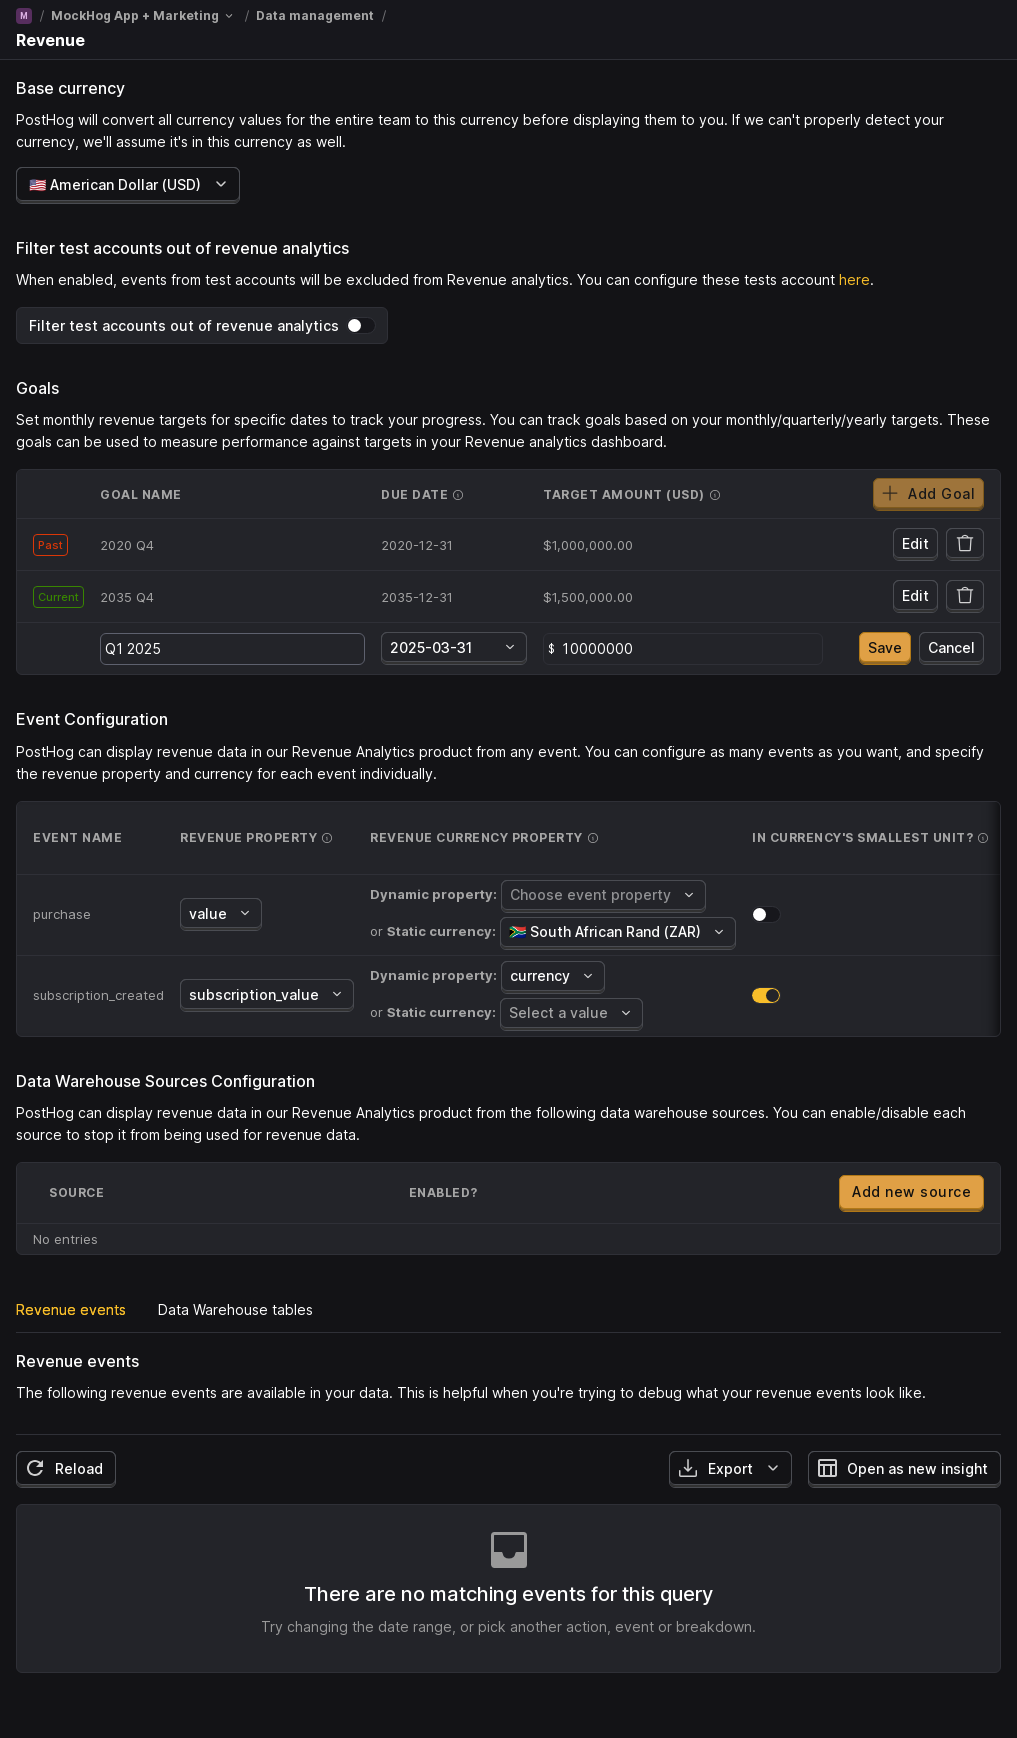 M / MockHog App + Marketing / Data management /
Revenue
Base currency
PostHog will convert all currency values for the entire team to this currency before displaying them to you. If we can't properly detect your
currency, we'll assume it's in this currency as well.
🇺🇸 American Dollar (USD)
Filter test accounts out of revenue analytics
When enabled, events from test accounts will be excluded from Revenue analytics. You can configure these tests account here.
Filter test accounts out of revenue analytics
Goals
Set monthly revenue targets for specific dates to track your progress. You can track goals based on your monthly/quarterly/yearly targets. These
goals can be used to measure performance against targets in your Revenue analytics dashboard.
GOAL NAME DUE DATE TARGET AMOUNT (USD) Add Goal
Past 2020 Q4 2020-12-31 $1,000,000.00 Edit
Current 2035 Q4 2035-12-31 $1,500,000.00 Edit
Q1 2025 2025-03-31 $ 10000000 Save Cancel
Event Configuration
PostHog can display revenue data in our Revenue Analytics product from any event. You can configure as many events as you want, and specify
the revenue property and currency for each event individually.
EVENT NAME REVENUE PROPERTY REVENUE CURRENCY PROPERTY IN CURRENCY'S SMALLEST UNIT?
Dynamic property: Choose event property
purchase value
or Static currency: 🇿🇦 South African Rand (ZAR)
Dynamic property: currency
subscription_created subscription_value
or Static currency: Select a value
Data Warehouse Sources Configuration
PostHog can display revenue data in our Revenue Analytics product from the following data warehouse sources. You can enable/disable each
source to stop it from being used for revenue data.
SOURCE ENABLED? Add new source
No entries
Revenue events Data Warehouse tables
Revenue events
The following revenue events are available in your data. This is helpful when you're trying to debug what your revenue events look like.
Reload Export Open as new insight
There are no matching events for this query
Try changing the date range, or pick another action, event or breakdown.